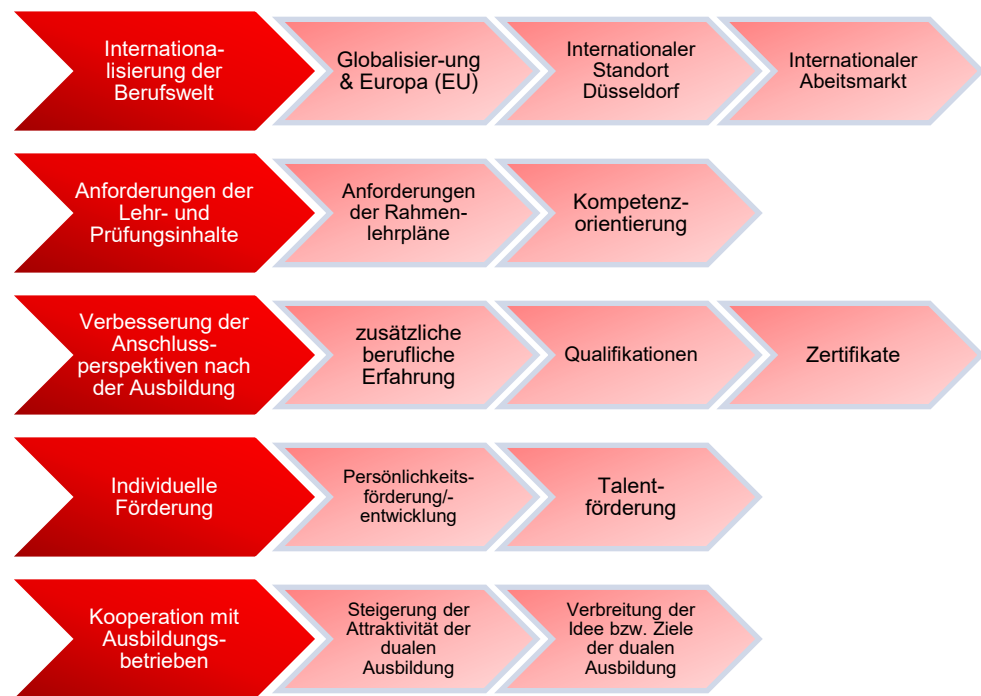 Internationa-
lisierung der
Berufswelt
Globalisier-ung
& Europa (EU)
Internationaler
Standort
Düsseldorf
Internationaler
Abeitsmarkt
Anforderungen der
Lehr- und
Prüfungsinhalte
Anforderungen
der Rahmen-
lehrpläne
Kompetenz-
orientierung
Verbesserung der
Anschluss-
perspektiven nach
der Ausbildung
zusätzliche
berufliche
Erfahrung
Qualifikationen
Zertifikate
Individuelle
Förderung
Persönlichkeits-
förderung/-
entwicklung
Talent-
förderung
Kooperation mit
Ausbildungs-
betrieben
Steigerung der
Attraktivität der
dualen
Ausbildung
Verbreitung der
Idee bzw. Ziele
der dualen
Ausbildung